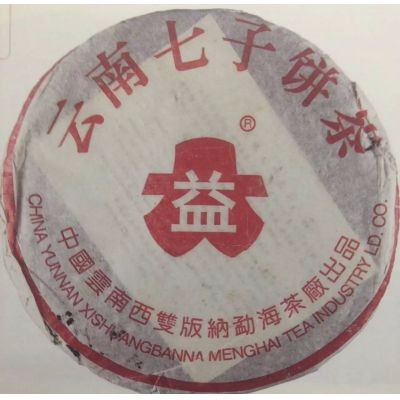 云南七子饼茶
®
益
中國雲南西雙版納勐海茶廠出品
CHINA YUNNAN XISHUANGBANNA MENGHAI TEA INDUSTRY LD.CO.